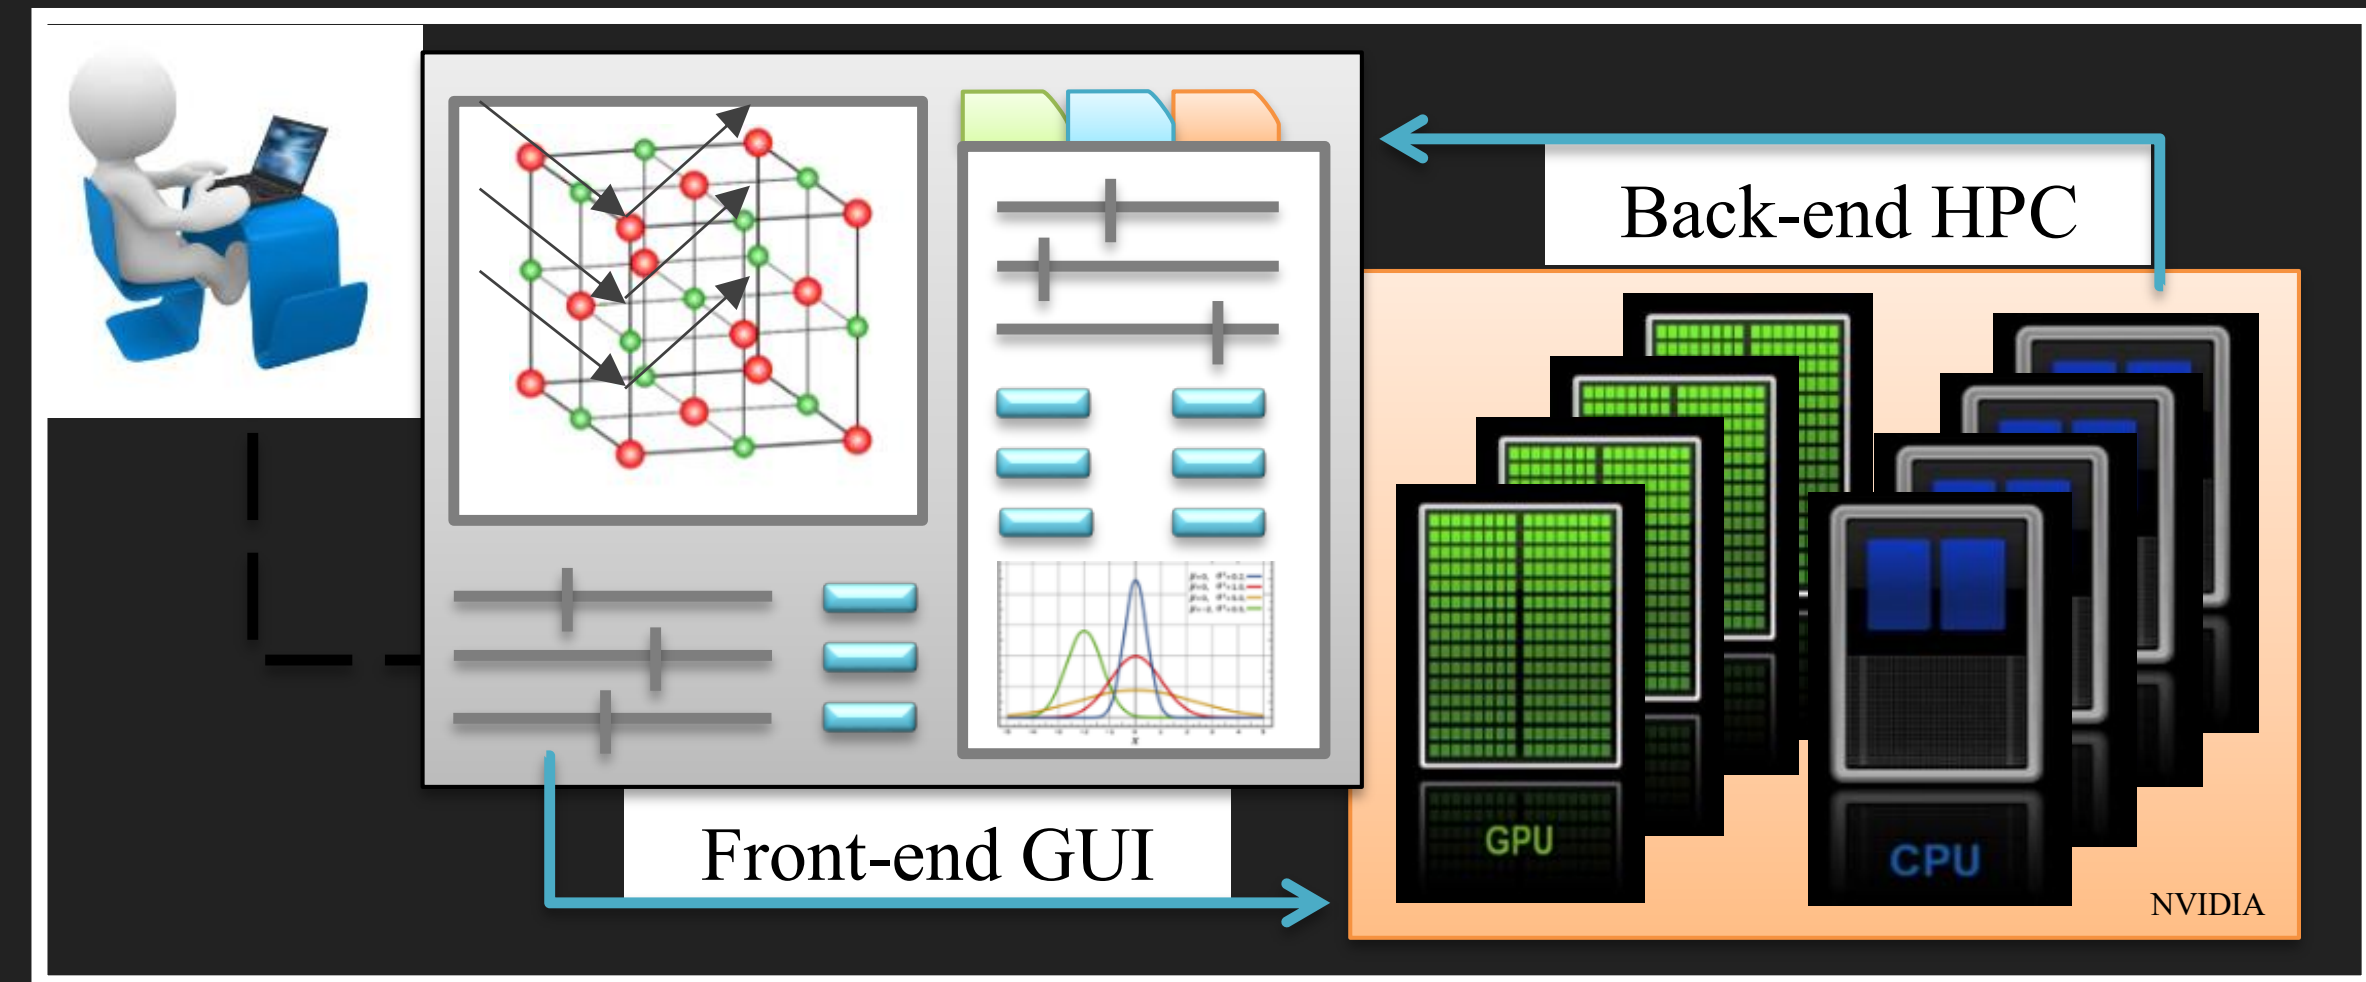 Back-end HPC
Front-end GUI
GPU
CPU
NVIDIA
x